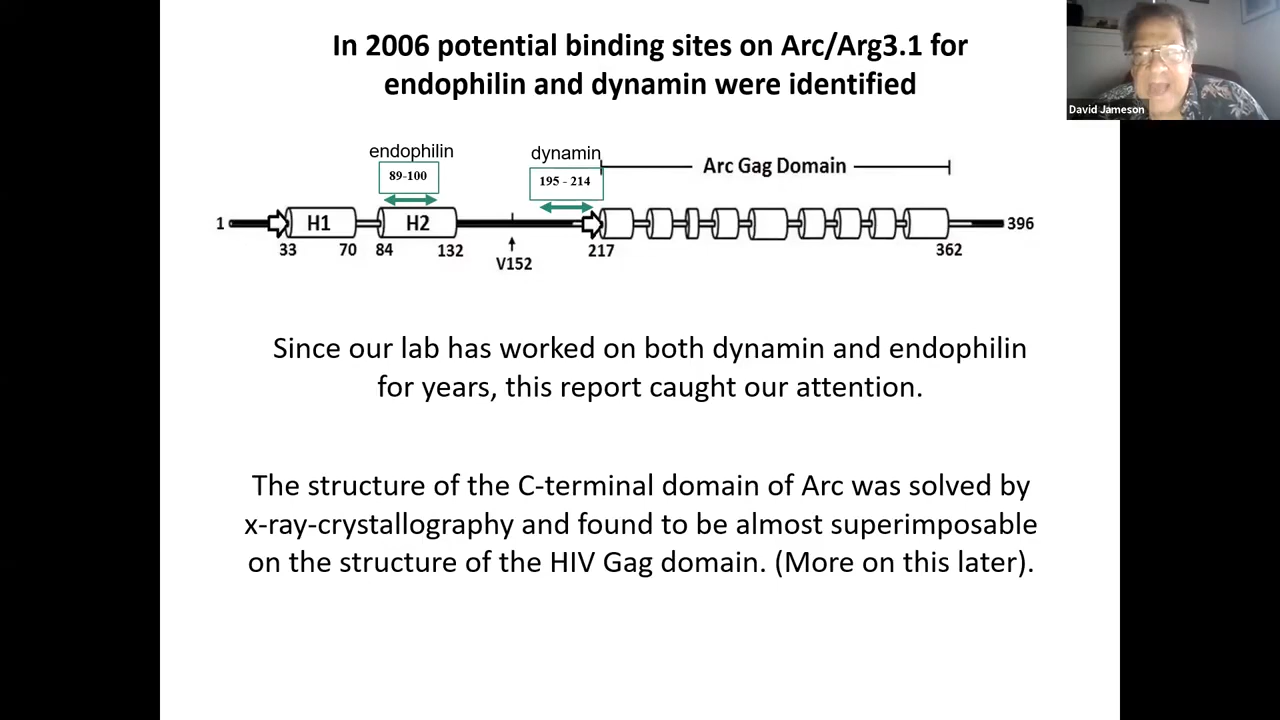 In 2006 potential binding sites on Arc/Arg3.1 for
endophilin and dynamin were identified
David Jameson
endophilin
89-100
dynamin
195 - 214
Arc Gag Domain
1
H1
H2
396
33
70
84
132
V152
217
362
Since our lab has worked on both dynamin and endophilin
for years, this report caught our attention.
The structure of the C-terminal domain of Arc was solved by
x-ray-crystallography and found to be almost superimposable
on the structure of the HIV Gag domain. (More on this later).